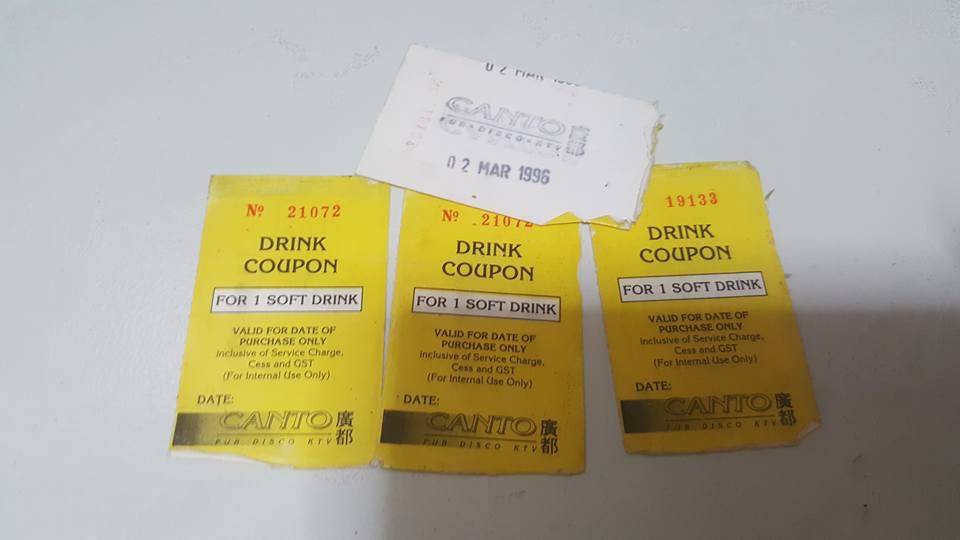 02 MAR
CANTO 廣都
PUB·DISCO·KTV
02 MAR 1996
Nº 21072
DRINK
COUPON
FOR 1 SOFT DRINK
VALID FOR DATE OF
PURCHASE ONLY
inclusive of Service Charge,
Cess and GST
(For Internal Use Only)
DATE:
CANTO 廣都
PUB DISCO KTV
Nº 21072
DRINK
COUPON
FOR 1 SOFT DRINK
VALID FOR DATE OF
PURCHASE ONLY
inclusive of Service Charge,
Cess and GST
(For Internal Use Only)
DATE:
CANTO 廣都
PUB DISCO KTV
19133
DRINK
COUPON
FOR 1 SOFT DRINK
VALID FOR DATE OF
PURCHASE ONLY
inclusive of Service Charge,
Cess and GST
(For Internal Use Only)
DATE:
CANTO 廣都
PUB DISCO KTV